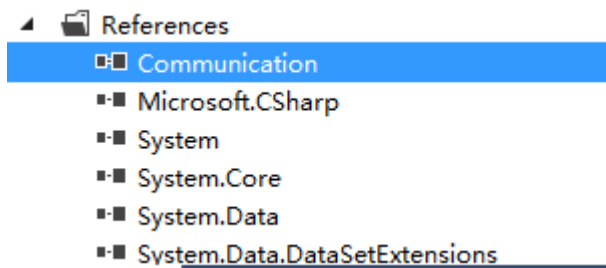 References
Communication
Microsoft.CSharp
System
System.Core
System.Data
System.Data.DataSetExtensions